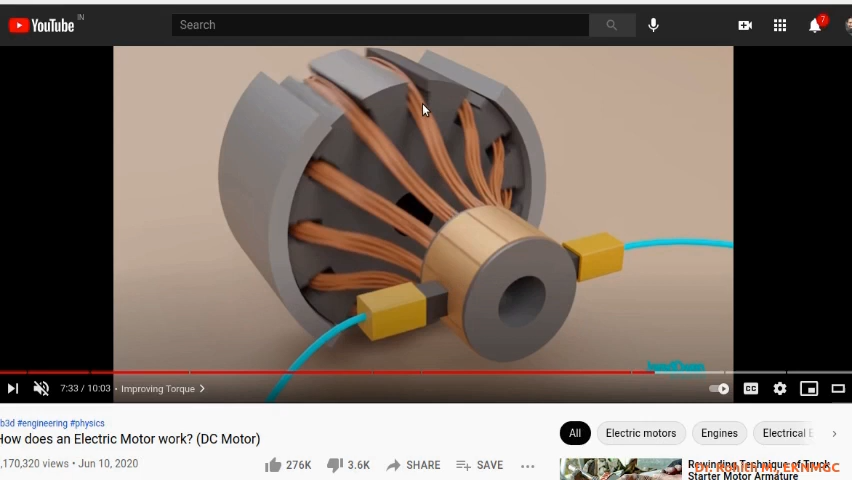 YouTube IN
Search
7
7:33 / 10:03 • Improving Torque
CC
b3d #engineering #physics
How does an Electric Motor work? (DC Motor)
,170,320 views • Jun 10, 2020
276K
3.6K
SHARE
SAVE
All
Electric motors
Engines
Electrical E
Rewinding Technique of Truck
Starter Motor Armature